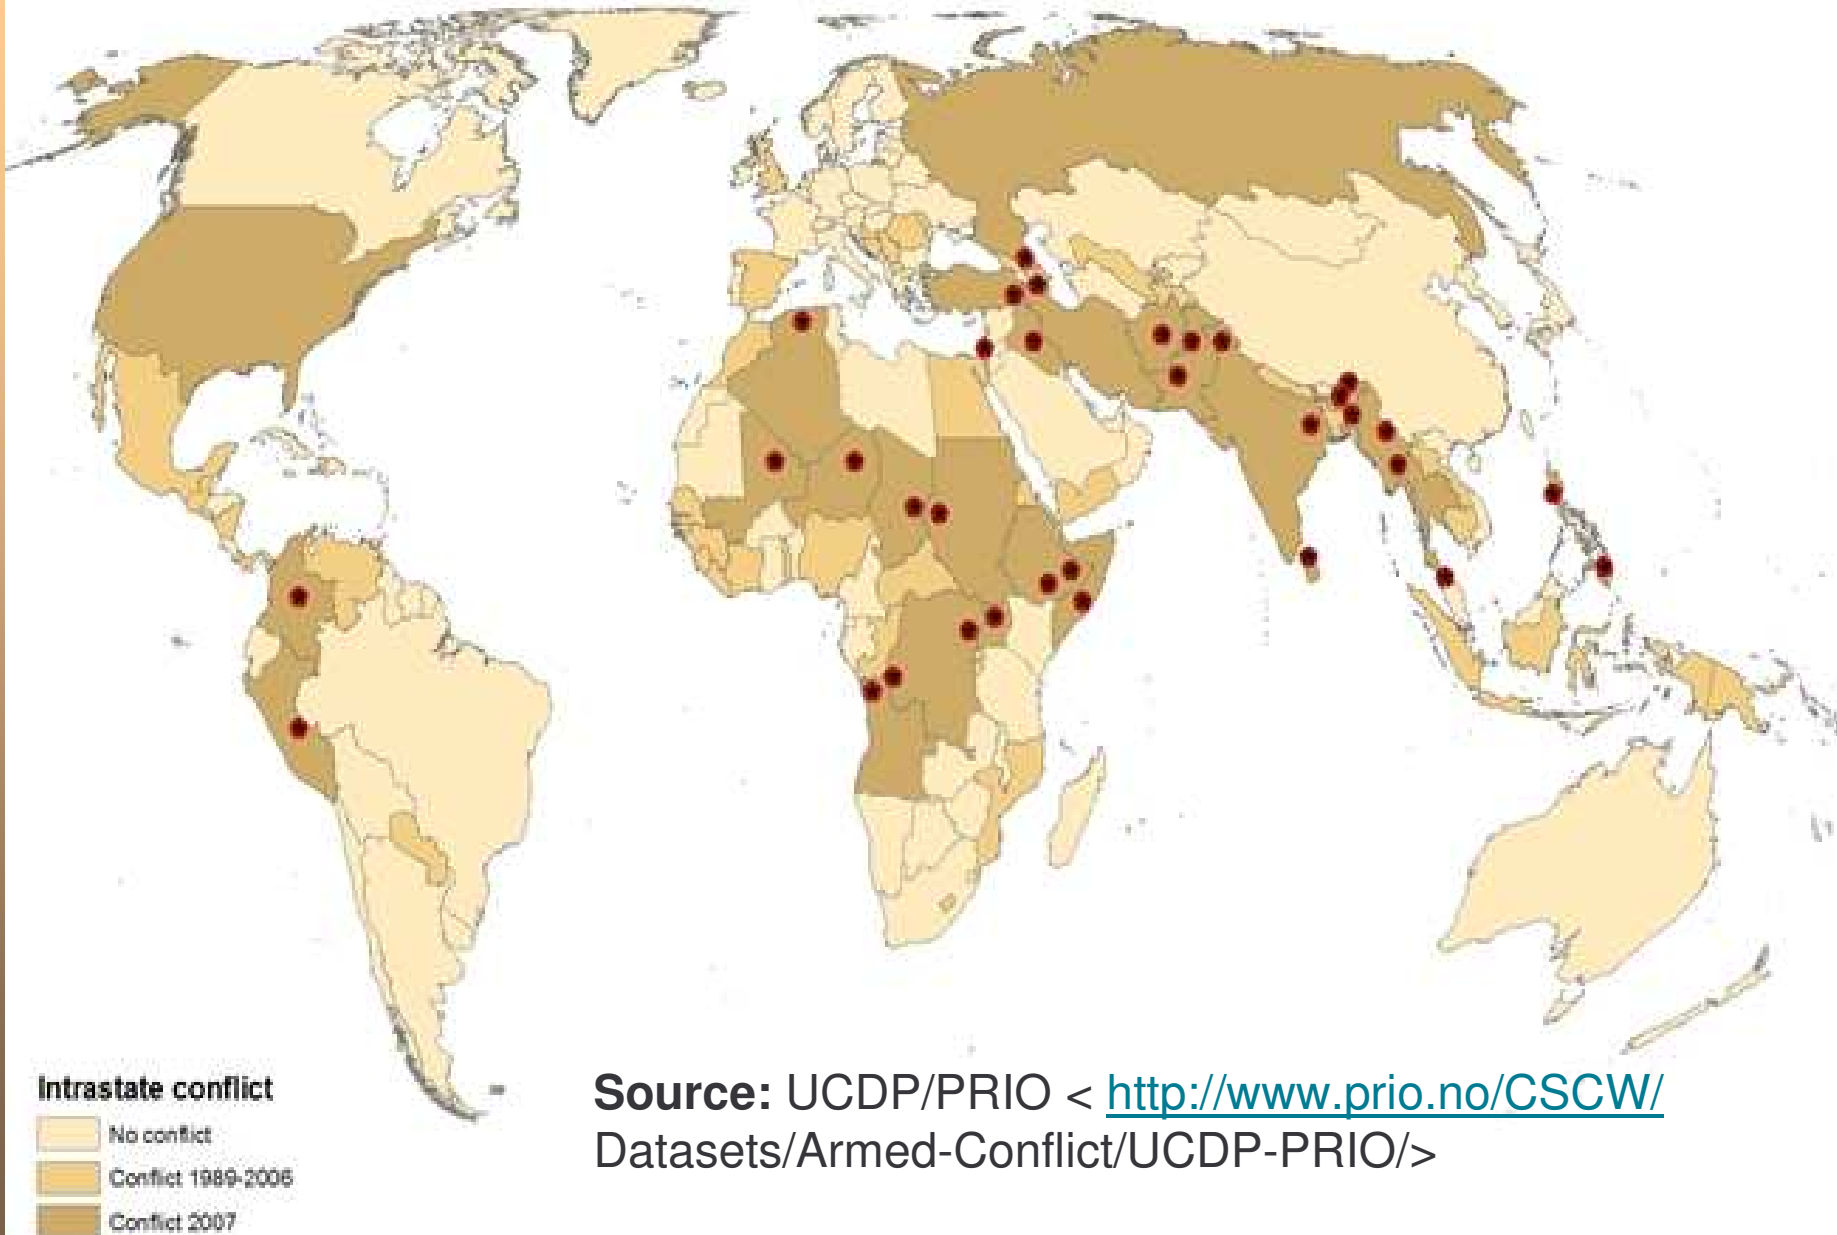 Intrastate conflict
No conflict
Conflict 1989-2006
Conflict 2007
Source: UCDP/PRIO < http://www.prio.no/CSCW/
Datasets/Armed-Conflict/UCDP-PRIO/>